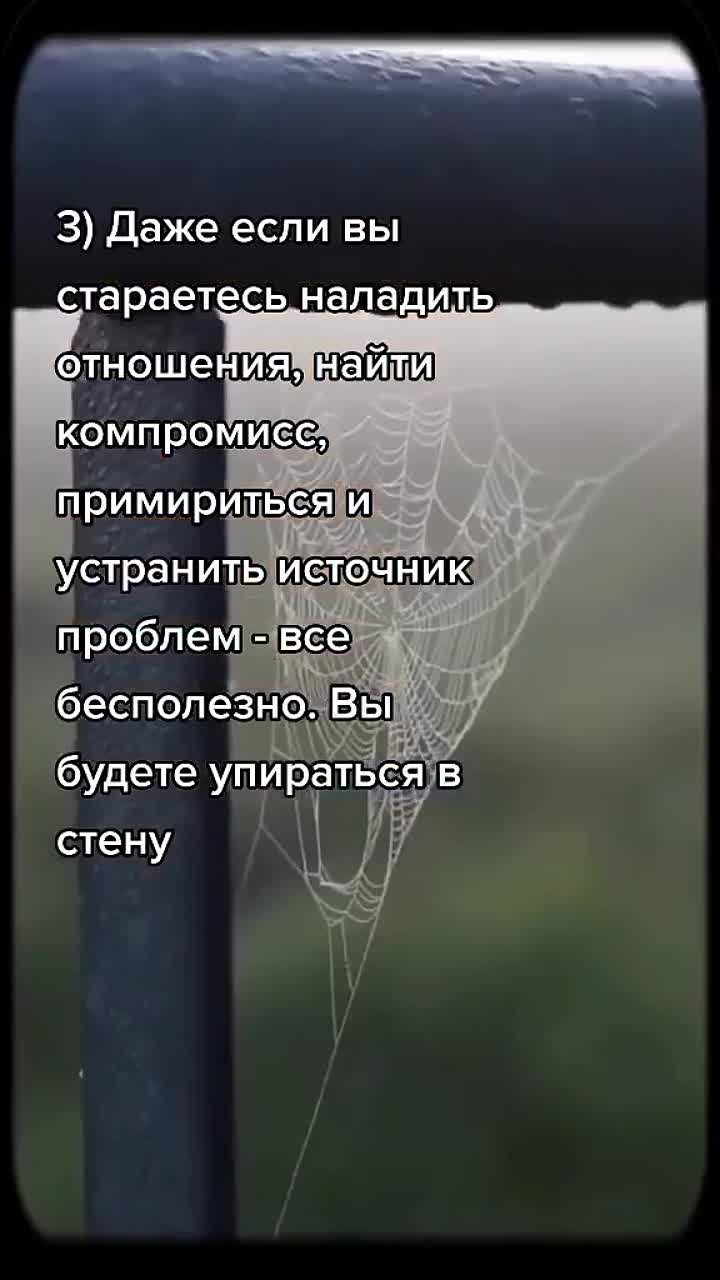 3) Даже если вы
стараетесь наладить
отношения, найти
компромисс,
примириться и
устранить источник
проблем - все
бесполезно. Вы
будете упираться в
стену